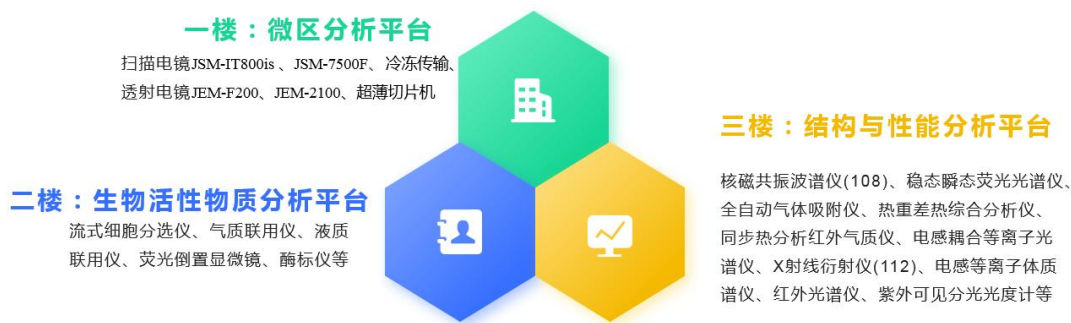 一楼：微区分析平台
扫描电镜JSM-IT800is 、JSM-7500F、冷冻传输、
透射电镜JEM-F200、JEM-2100、超薄切片机
二楼：生物活性物质分析平台
流式细胞分选仪、气质联用仪、液质
联用仪、荧光倒置显微镜、酶标仪等
三楼：结构与性能分析平台
核磁共振波谱仪(108)、稳态瞬态荧光光谱仪、
全自动气体吸附仪、热重差热综合分析仪、
同步热分析红外气质仪、电感耦合等离子光
谱仪、X射线衍射仪(112)、电感等离子体质
谱仪、红外光谱仪、紫外可见分光光度计等